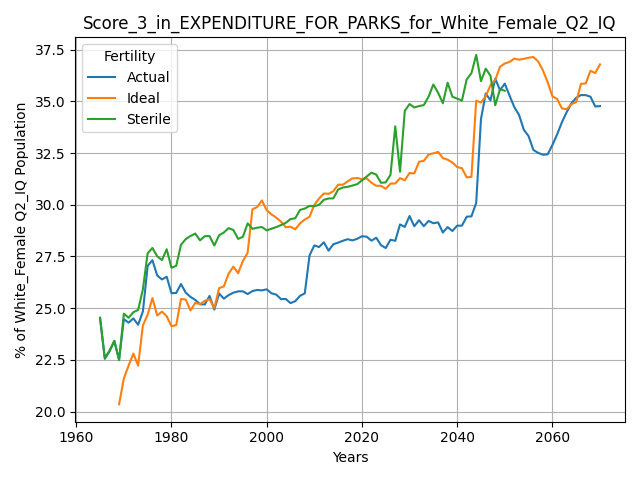 Score_3_in_EXPENDITURE_FOR_PARKS_for_White_Female_Q2_IQ
Fertility
Actual
Ideal
Sterile
% of White_Female Q2_IQ Population
37.5
35.0
32.5
30.0
27.5
25.0
22.5
20.0
1960
1980
2000
2020
2040
2060
Years